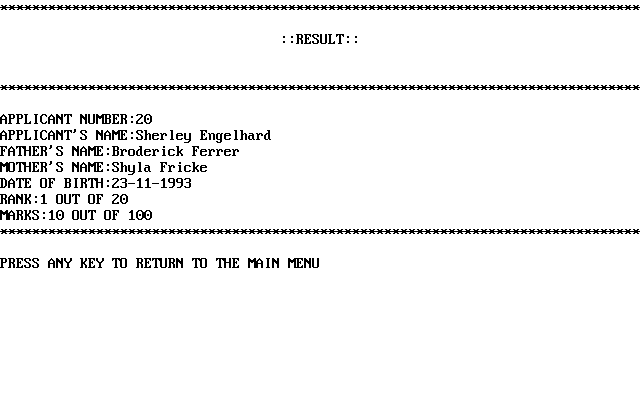 ********************************************************************************
::RESULT::
********************************************************************************
APPLICANT NUMBER:20
APPLICANT'S NAME:Sherley Engelhard
FATHER'S NAME:Broderick Ferrer
MOTHER'S NAME:Shyla Fricke
DATE OF BIRTH:23-11-1993
RANK:1 OUT OF 20
MARKS:10 OUT OF 100
********************************************************************************
PRESS ANY KEY TO RETURN TO THE MAIN MENU